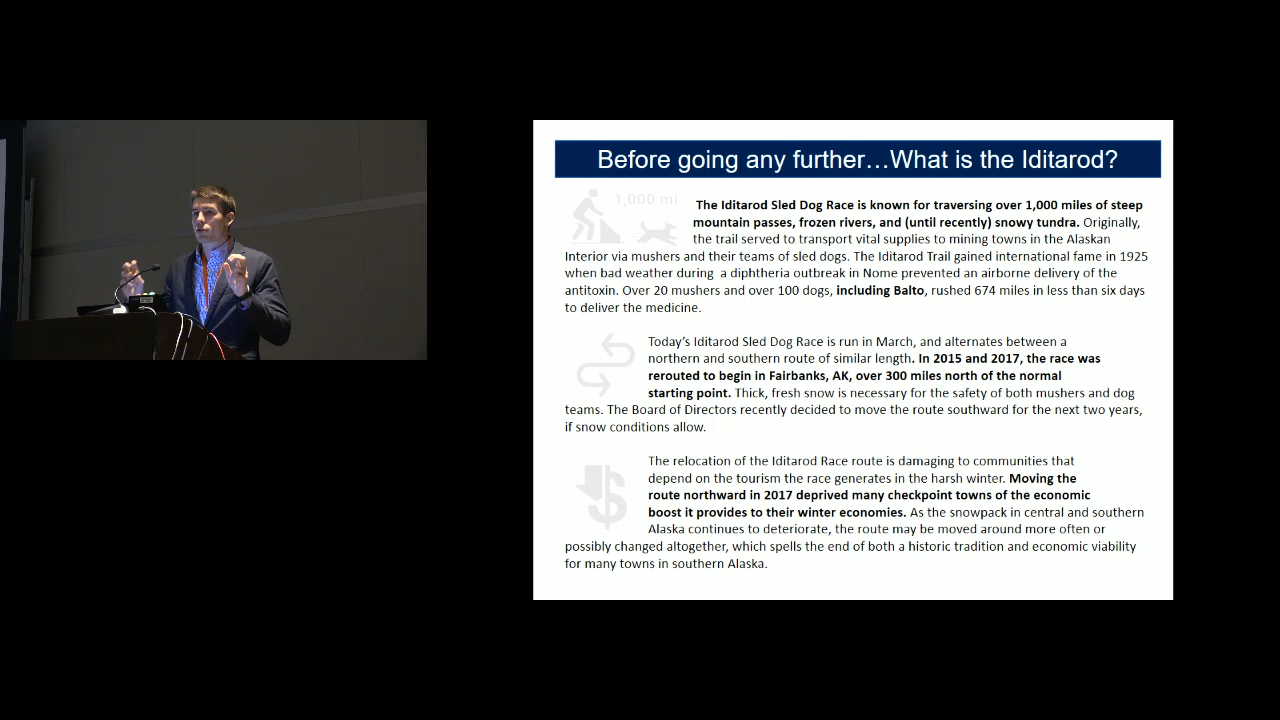 Before going any further…What is the Iditarod?
1,000 mi
The Iditarod Sled Dog Race is known for traversing over 1,000 miles of steep
mountain passes, frozen rivers, and (until recently) snowy tundra. Originally,
the trail served to transport vital supplies to mining towns in the Alaskan
Interior via mushers and their teams of sled dogs. The Iditarod Trail gained international fame in 1925
when bad weather during a diphtheria outbreak in Nome prevented an airborne delivery of the
antitoxin. Over 20 mushers and over 100 dogs, including Balto, rushed 674 miles in less than six days
to deliver the medicine.
Today's Iditarod Sled Dog Race is run in March, and alternates between a
northern and southern route of similar length. In 2015 and 2017, the race was
rerouted to begin in Fairbanks, AK, over 300 miles north of the normal
starting point. Thick, fresh snow is necessary for the safety of both mushers and dog
teams. The Board of Directors recently decided to move the route southward for the next two years,
if snow conditions allow.
The relocation of the Iditarod Race route is damaging to communities that
depend on the tourism the race generates in the harsh winter. Moving the
route northward in 2017 deprived many checkpoint towns of the economic
boost it provides to their winter economies. As the snowpack in central and southern
Alaska continues to deteriorate, the route may be moved around more often or
possibly changed altogether, which spells the end of both a historic tradition and economic viability
for many towns in southern Alaska.